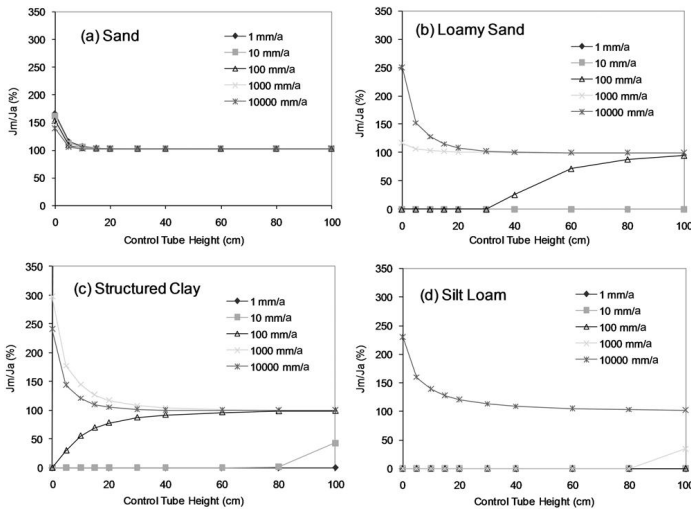 (a) Sand
350
300
250
200
150
100
50
0
Jm/Ja (%)
0 20 40 60 80 100
Control Tube Height (cm)
1 mm/a
10 mm/a
100 mm/a
1000 mm/a
10000 mm/a
(b) Loamy Sand
350
300
250
200
150
100
50
0
Jm/Ja (%)
0 20 40 60 80 100
Control Tube Height (cm)
1 mm/a
10 mm/a
100 mm/a
1000 mm/a
10000 mm/a
(c) Structured Clay
350
300
250
200
150
100
50
0
Jm/Ja (%)
0 20 40 60 80 100
Control Tube Height (cm)
1 mm/a
10 mm/a
100 mm/a
1000 mm/a
10000 mm/a
(d) Silt Loam
350
300
250
200
150
100
50
0
Jm/Ja (%)
0 20 40 60 80 100
Control Tube Height (cm)
1 mm/a
10 mm/a
100 mm/a
1000 mm/a
10000 mm/a